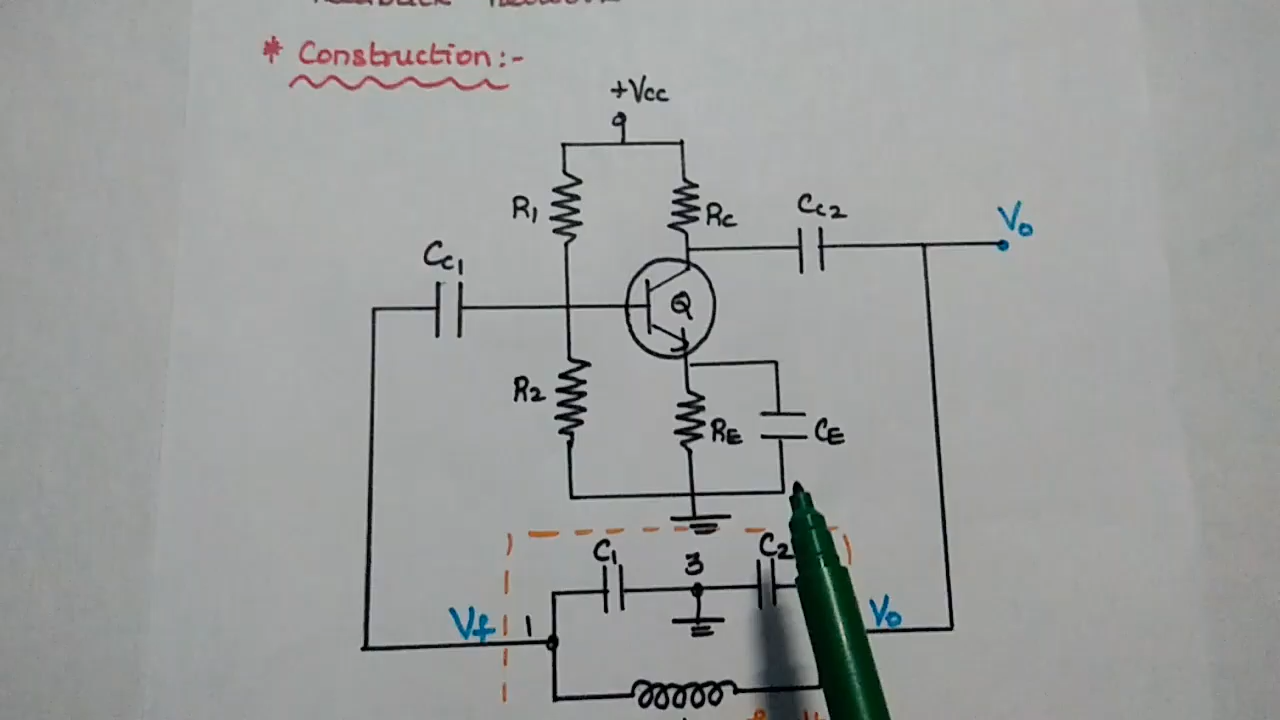 * Construction:-
+Vcc
R1
Rc
Cc2
Vo
Cc1
Q
R2
RE
CE
C1
3
C2
Vf
1
Vo